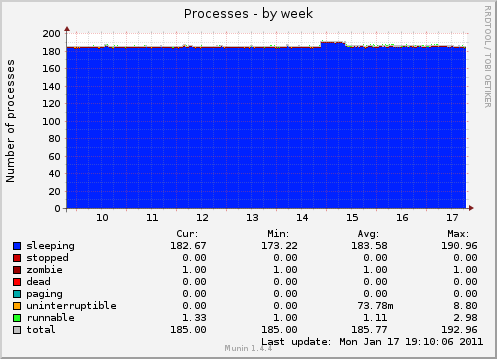 Processes - by week
RRDTOOL / TOBI OETIKER
Number of processes
200
180
160
140
120
100
80
60
40
20
0
10 11 12 13 14 15 16 17
Cur: Min: Avg: Max:
sleeping 182.67 173.22 183.58 190.96
stopped 0.00 0.00 0.00 0.00
zombie 1.00 1.00 1.00 1.00
dead 0.00 0.00 0.00 0.00
paging 0.00 0.00 0.00 0.00
uninterruptible 0.00 0.00 73.78m 8.80
runnable 1.33 1.00 1.11 2.98
total 185.00 185.00 185.77 192.96
Last update: Mon Jan 17 19:10:06 2011
Munin 1.4.4